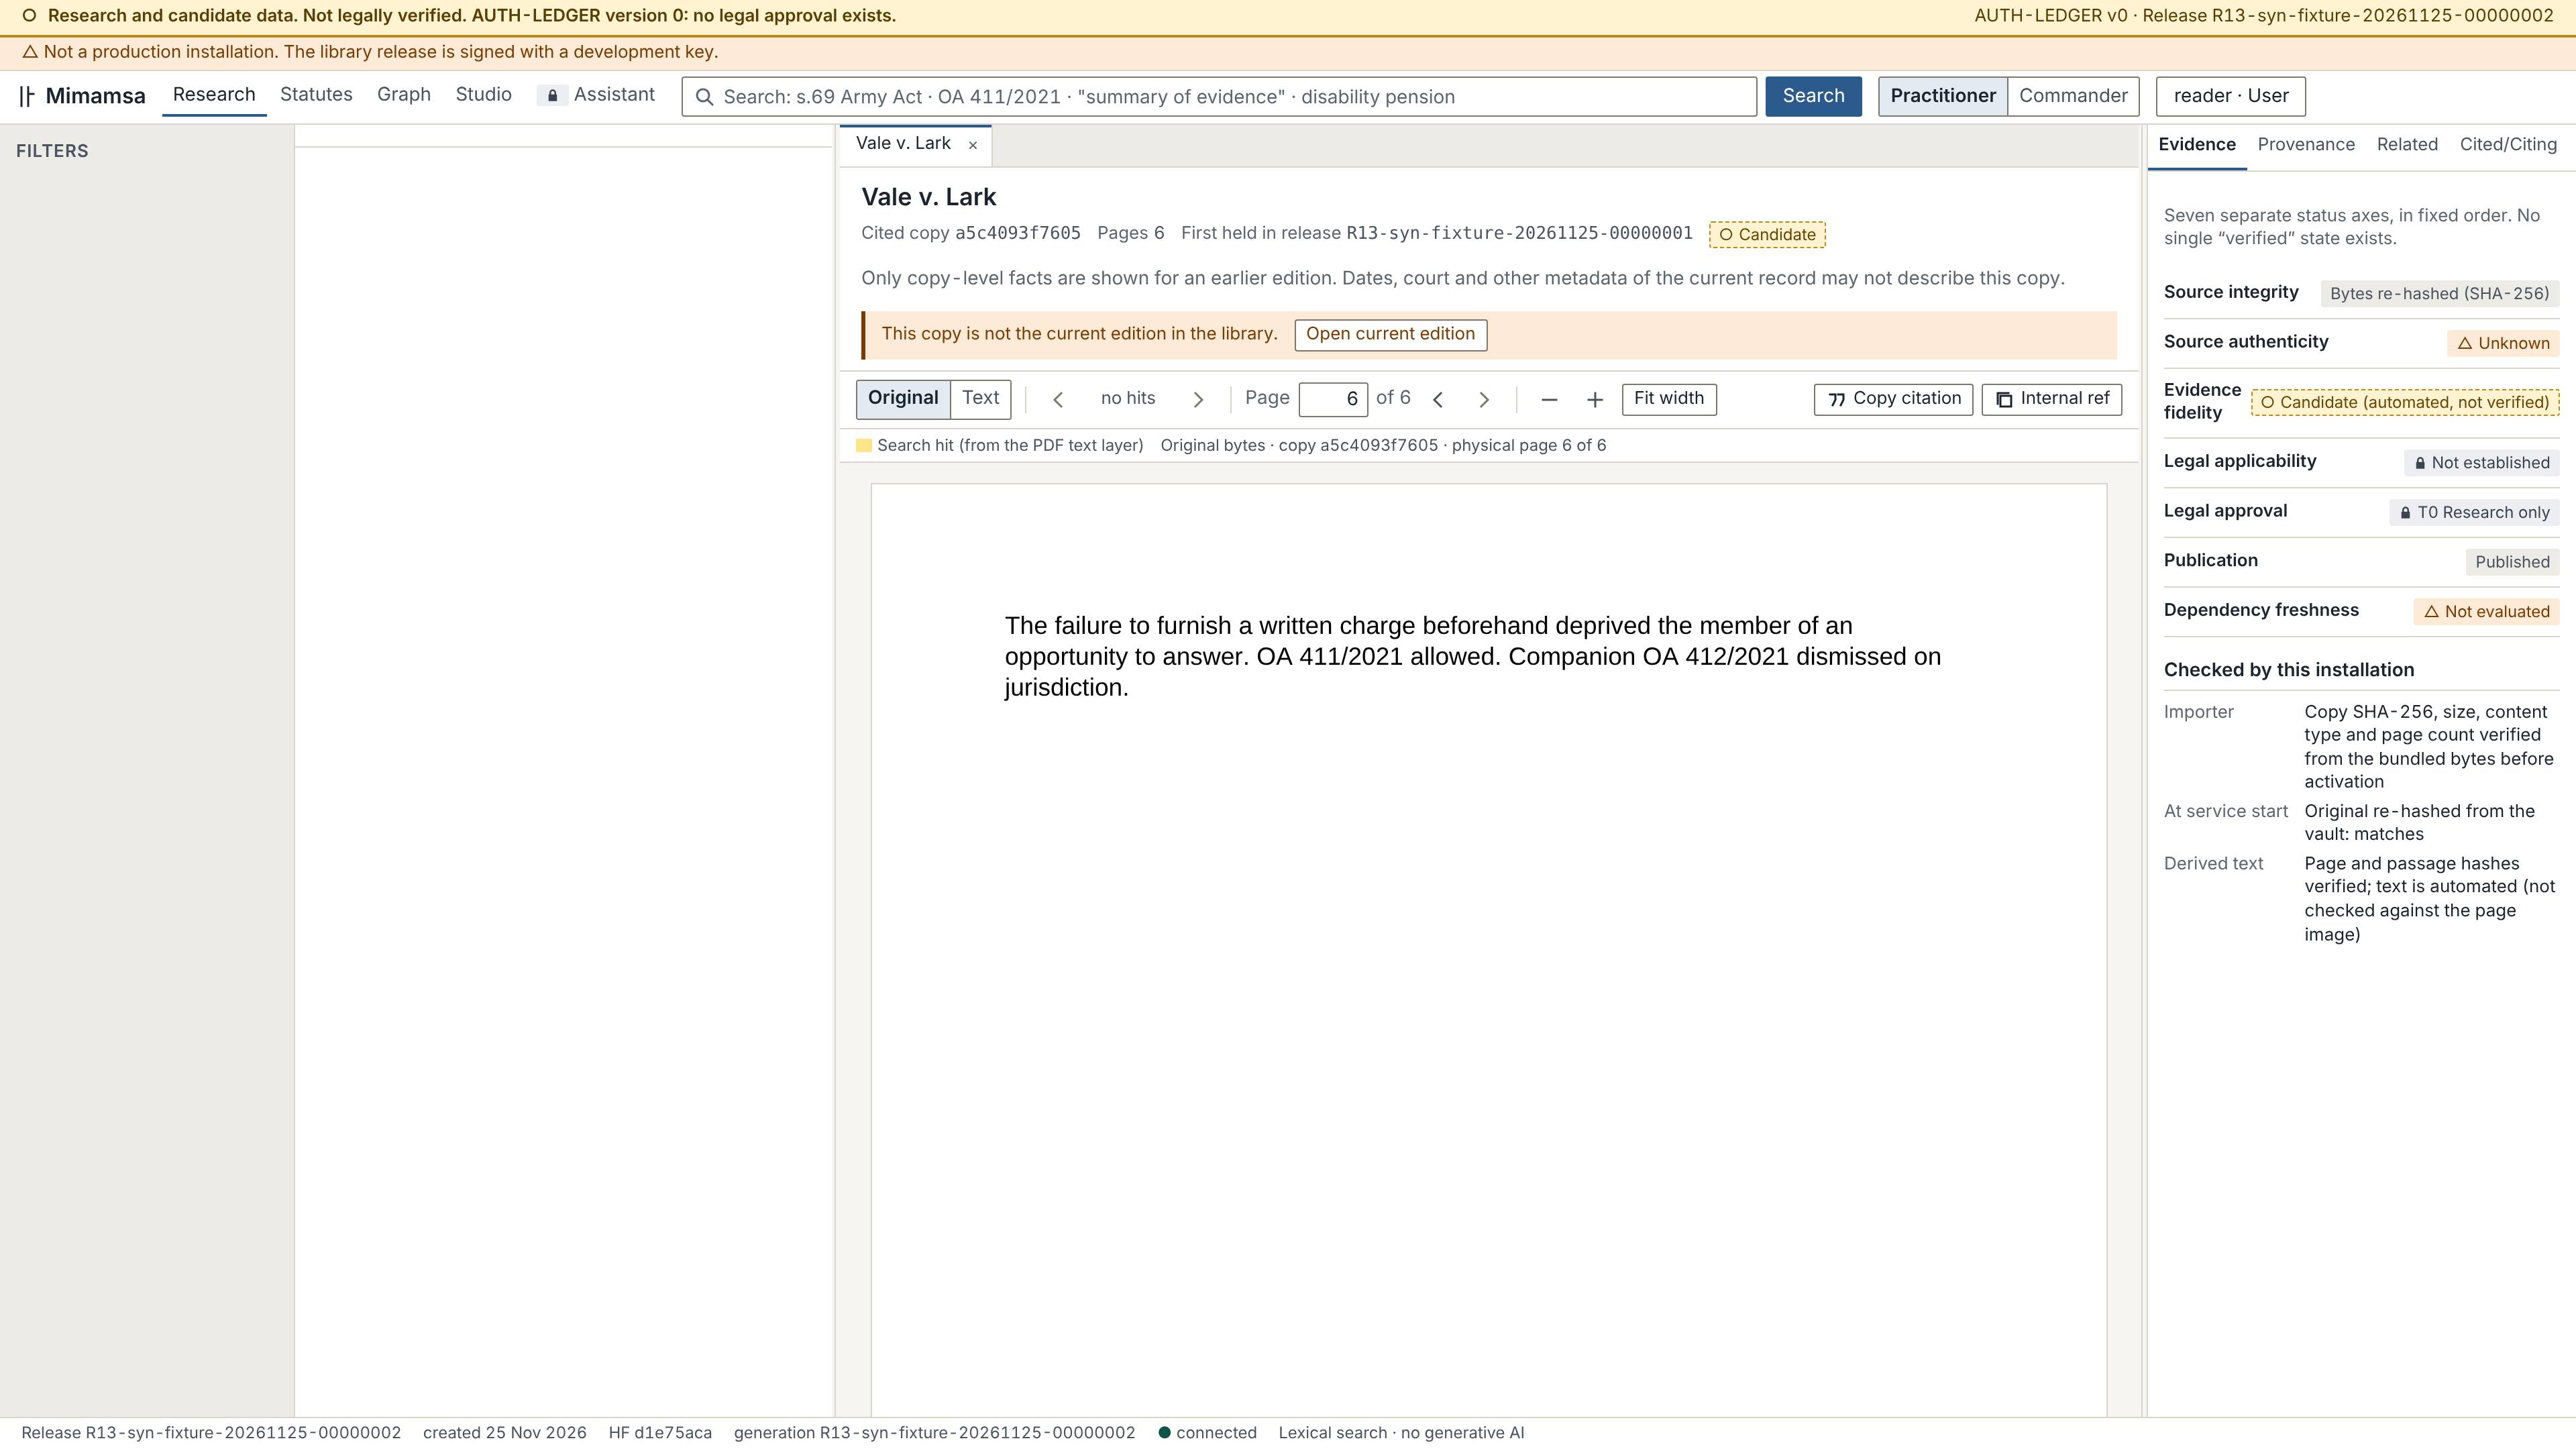 Research and candidate data. Not legally verified. AUTH-LEDGER version 0: no legal approval exists.
AUTH-LEDGER v0 · Release R13-syn-fixture-20261125-00000002
Not a production installation. The library release is signed with a development key.
Mimamsa Research Statutes Graph Studio Assistant Search: s.69 Army Act · OA 411/2021 · "summary of evidence" · disability pension Search Practitioner Commander reader · User
FILTERS
Vale v. Lark ×
Vale v. Lark
Cited copy a5c4093f7605 Pages 6 First held in release R13-syn-fixture-20261125-00000001 Candidate
Only copy-level facts are shown for an earlier edition. Dates, court and other metadata of the current record may not describe this copy.
This copy is not the current edition in the library. Open current edition
Original Text no hits Page 6 of 6 Fit width Copy citation Internal ref
Search hit (from the PDF text layer) Original bytes · copy a5c4093f7605 · physical page 6 of 6
The failure to furnish a written charge beforehand deprived the member of an
opportunity to answer. OA 411/2021 allowed. Companion OA 412/2021 dismissed on
jurisdiction.
Evidence Provenance Related Cited/Citing
Seven separate status axes, in fixed order. No
single “verified” state exists.
Source integrity Bytes re-hashed (SHA-256)
Source authenticity Unknown
Evidence
fidelity Candidate (automated, not verified)
Legal applicability Not established
Legal approval T0 Research only
Publication Published
Dependency freshness Not evaluated
Checked by this installation
Importer Copy SHA-256, size, content
type and page count verified
from the bundled bytes before
activation
At service start Original re-hashed from the
vault: matches
Derived text Page and passage hashes
verified; text is automated (not
checked against the page
image)
Release R13-syn-fixture-20261125-00000002 created 25 Nov 2026 HF d1e75aca generation R13-syn-fixture-20261125-00000002 connected Lexical search · no generative AI